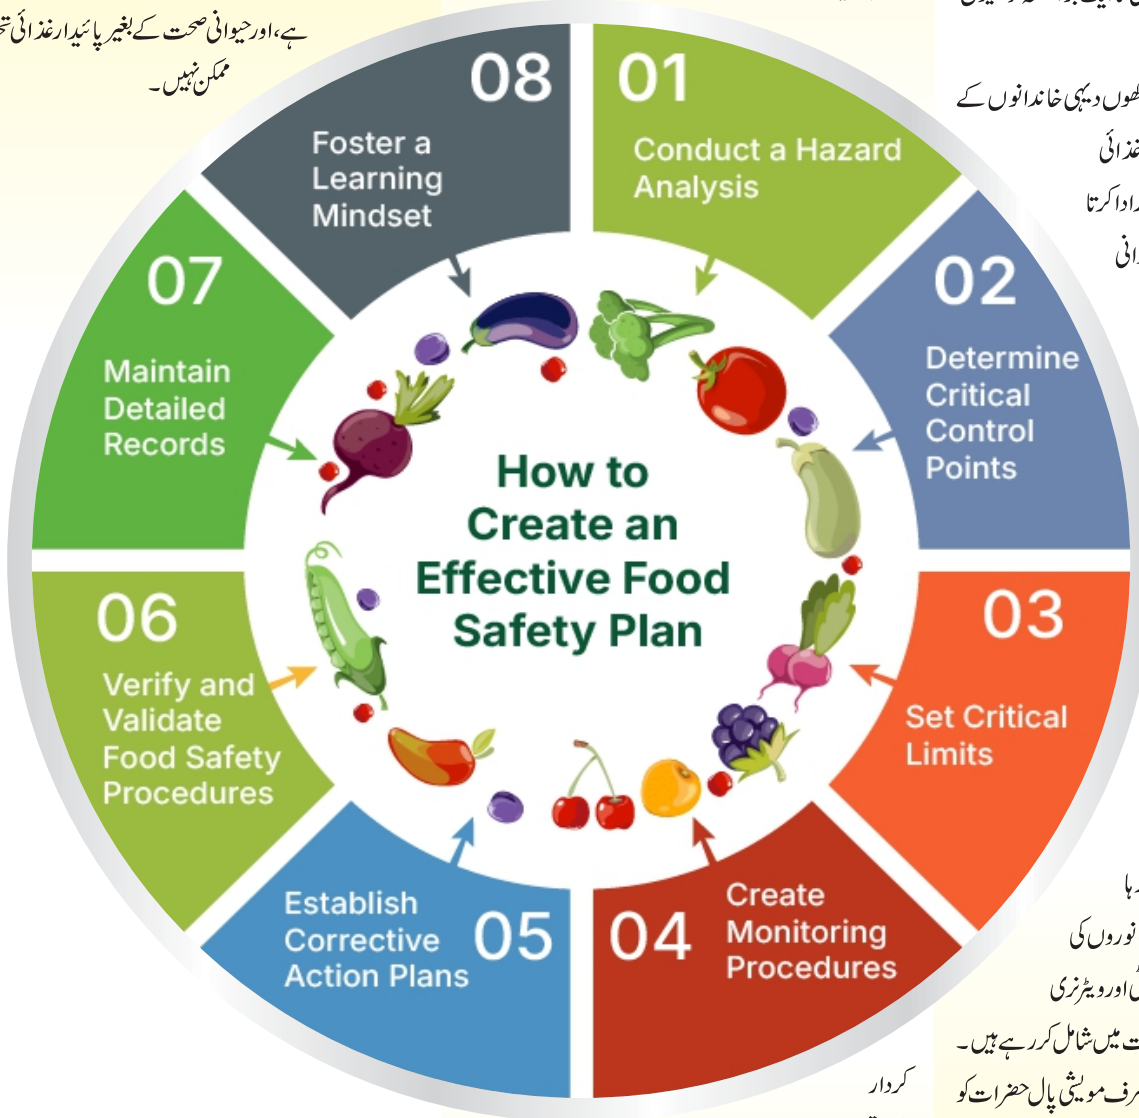 ہے، اور حیوانی صحت کے بغیر پائیدار غذائی
ممکن نہیں۔
دیہی خاندانوں کے
غذائی
ادا کرتا
01
Conduct a Hazard
Analysis
02
Determine
Critical
Control
Points
03
Set Critical
Limits
04
Create
Monitoring
Procedures
05
Establish
Corrective
Action Plans
06
Verify and
Validate
Food Safety
Procedures
07
Maintain
Detailed
Records
08
Foster a
Learning
Mindset
How to
Create an
Effective Food
Safety Plan
اور ویٹرنری
میں شامل کر رہے ہیں۔
مویشی پال حضرات کو
کردار